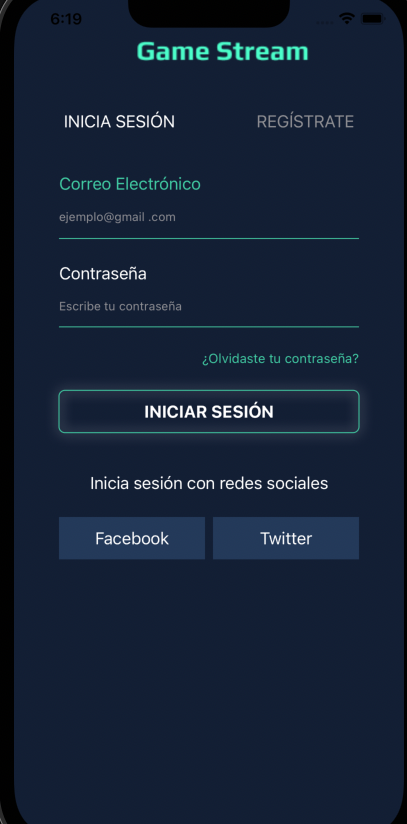 6:19
Game Stream
INICIA SESIÓN REGÍSTRATE
Correo Electrónico
ejemplo@gmail .com
Contraseña
Escribe tu contraseña
¿Olvidaste tu contraseña?
INICIAR SESIÓN
Inicia sesión con redes sociales
Facebook Twitter